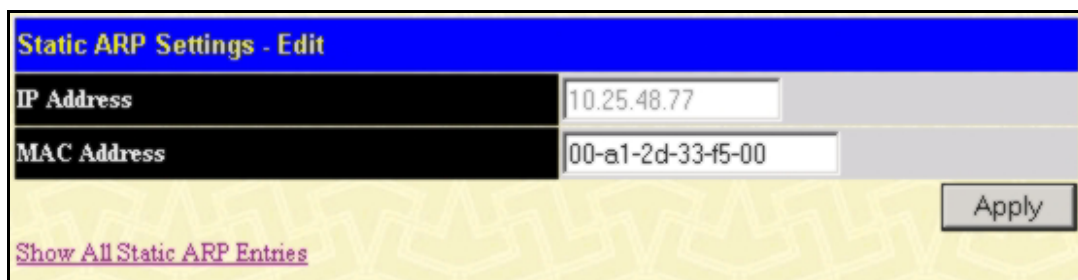 Static ARP Settings - Edit
IP Address 10.25.48.77
MAC Address 00-a1-2d-33-f5-00
Apply
Show All Static ARP Entries